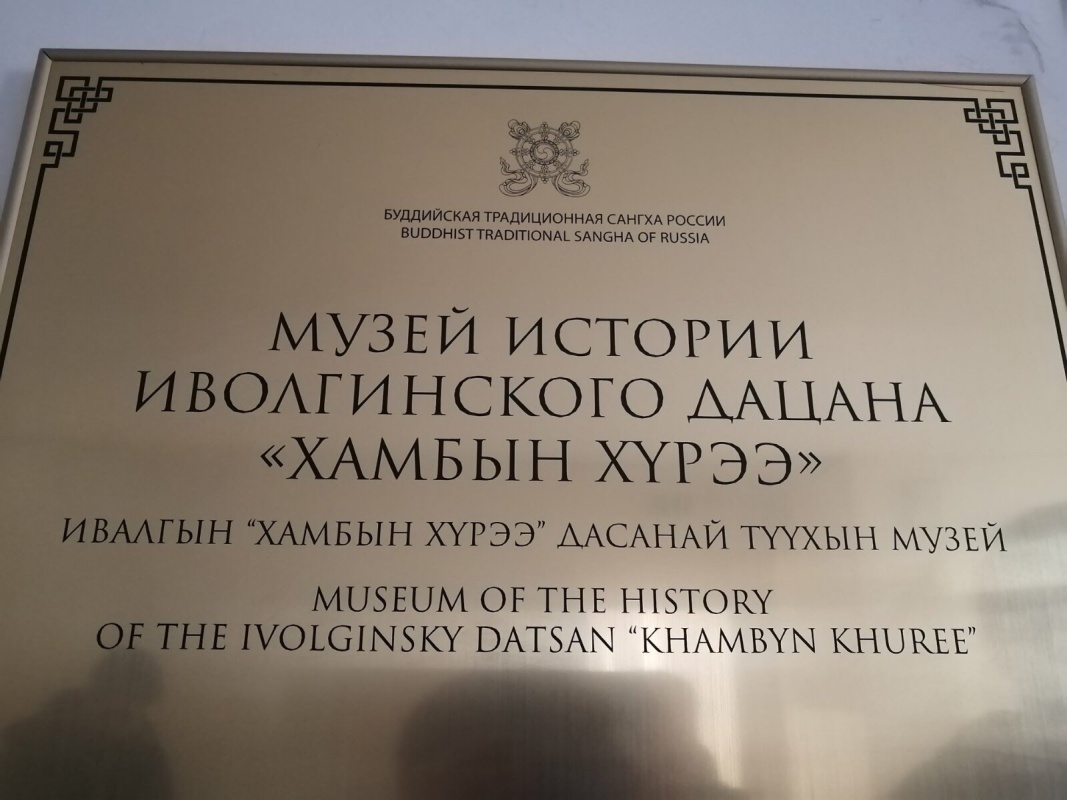 БУДДИЙСКАЯ ТРАДИЦИОННАЯ САНГХА РОССИИ
BUDDHIST TRADITIONAL SANGHA OF RUSSIA
МУЗЕЙ ИСТОРИИ
ИВОЛГИНСКОГО ДАЦАНА
«ХАМБЫН ХҮРЭЭ»
ИВАЛГЫН “ХАМБЫН ХҮРЭЭ” ДАСАНАЙ ТҮҮХЫН МУЗЕЙ
MUSEUM OF THE HISTORY
OF THE IVOLGINSKY DATSAN “KHAMBYN KHUREE”